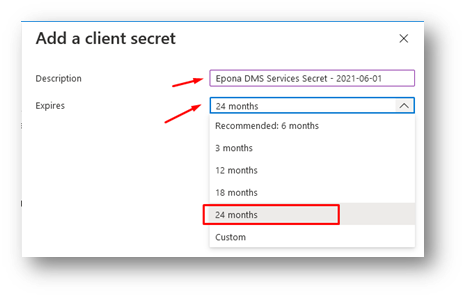 Add a client secret
Description
Epona DMS Services Secret - 2021-06-01
Expires
24 months
Recommended: 6 months
3 months
12 months
18 months
24 months
Custom